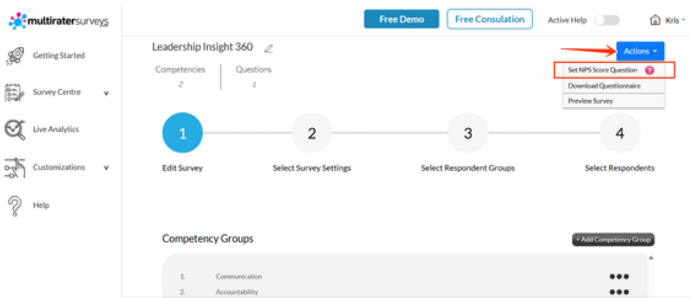 multiratersurveys
Free Demo
Free Consulation
Active Help
Kris
Getting Started
Survey Centre
Live Analytics
Customizations
Help
Leadership Insight 360
Competencies
Questions
2
1
Actions
Set NPS Score Question ?
Download Questionnaire
Preview Survey
1
2
3
4
Edit Survey
Select Survey Settings
Select Respondent Groups
Select Respondents
Competency Groups
+ Add Competency Group
1. Communication
2. Accountability